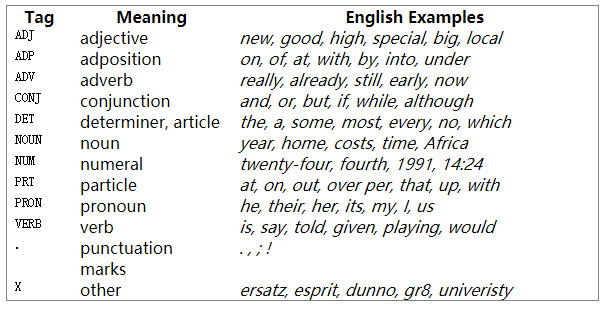 Tag Meaning English Examples
ADJ adjective new, good, high, special, big, local
ADP adposition on, of, at, with, by, into, under
ADV adverb really, already, still, early, now
CONJ conjunction and, or, but, if, while, although
DET determiner, article the, a, some, most, every, no, which
NOUN noun year, home, costs, time, Africa
NUM numeral twenty-four, fourth, 1991, 14:24
PRT particle at, on, out, over per, that, up, with
PRON pronoun he, their, her, its, my, I, us
VERB verb is, say, told, given, playing, would
. punctuation . , ; !
marks
X other ersatz, esprit, dunno, gr8, univeristy